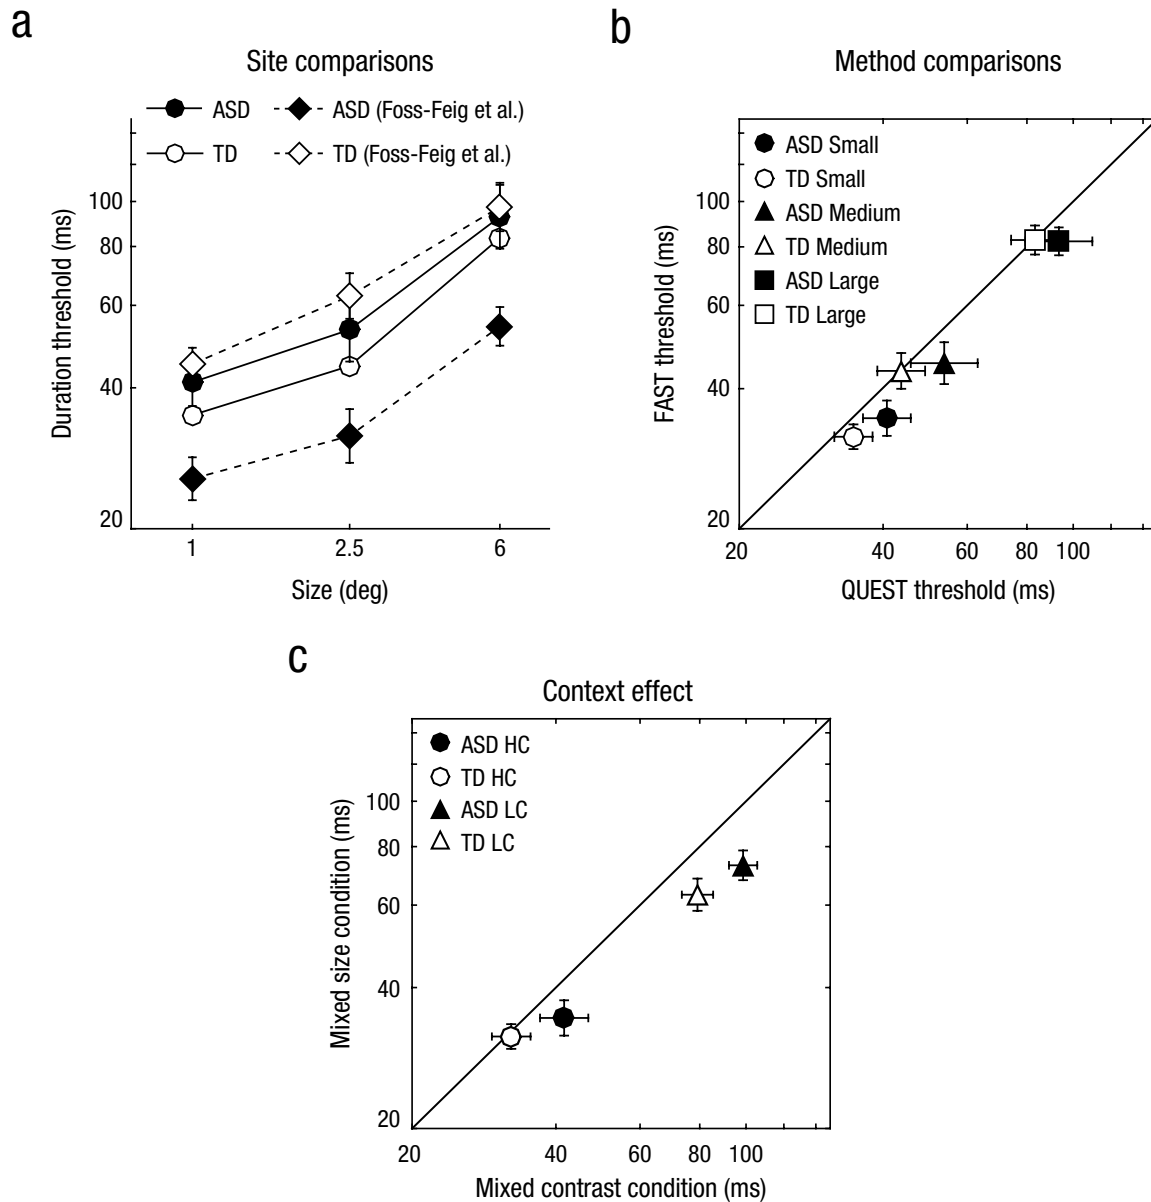 a
Site comparisons
ASD
ASD (Foss-Feig et al.)
TD
TD (Foss-Feig et al.)
Duration threshold (ms)
100
80
60
40
20
1
2.5
6
Size (deg)
b
Method comparisons
ASD Small
TD Small
ASD Medium
TD Medium
ASD Large
TD Large
FAST threshold (ms)
100
80
60
40
20
20
40
60
80
100
QUEST threshold (ms)
c
Context effect
ASD HC
TD HC
ASD LC
TD LC
Mixed size condition (ms)
100
80
60
40
20
20
40
60
80
100
Mixed contrast condition (ms)